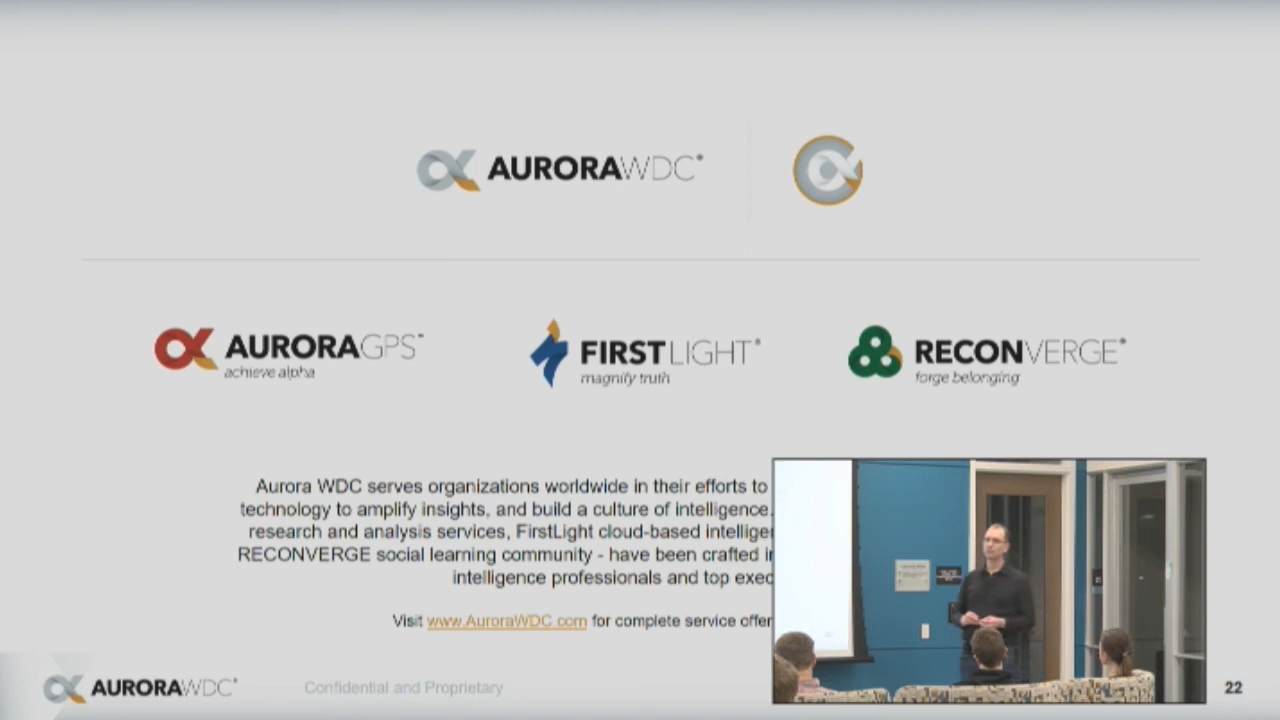 AURORAWDC®
AURORAGPS™
achieve alpha
FIRSTLIGHT®
magnify truth
RECONVERGE®
forge belonging
Aurora WDC serves organizations worldwide in their efforts to
technology to amplify insights, and build a culture of intelligence.
research and analysis services, FirstLight cloud-based intellige
RECONVERGE social learning community - have been crafted i
intelligence professionals and top exec
Visit www.AuroraWDC.com for complete service offer
AURORAWDC®
Confidential and Proprietary
22